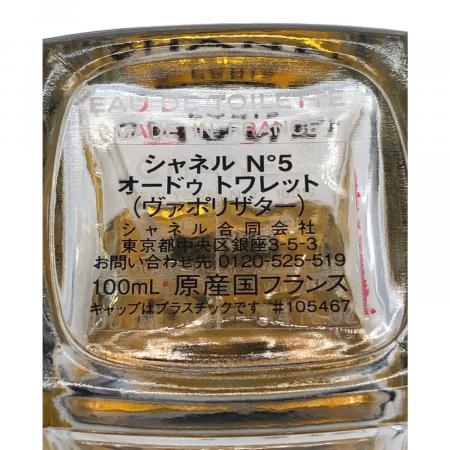 EAU DE TOILETTE
MADE IN FRANCE
シャネル N°5
オードゥ トワレット
(ヴァポリザター)
シャネル合同会社
東京都中央区銀座3-5-3
お問い合わせ先 0120-525-519
100mL 原産国フランス
キャップはプラスチックです #105467